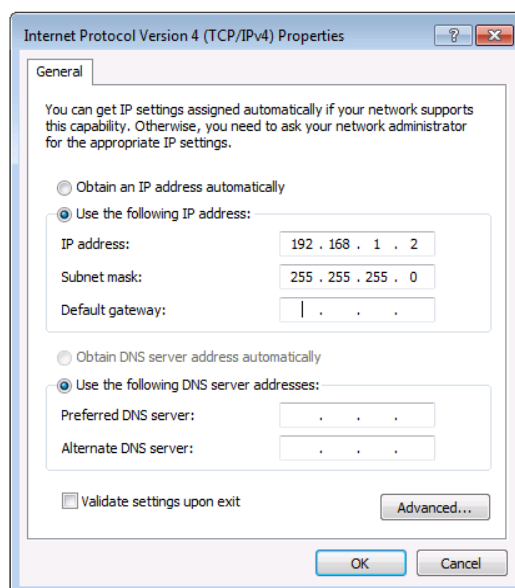 Internet Protocol Version 4 (TCP/IPv4) Properties
General
You can get IP settings assigned automatically if your network supports
this capability. Otherwise, you need to ask your network administrator
for the appropriate IP settings.
Obtain an IP address automatically
Use the following IP address:
IP address: 192 . 168 . 1 . 2
Subnet mask: 255 . 255 . 255 . 0
Default gateway: . . .
Obtain DNS server address automatically
Use the following DNS server addresses:
Preferred DNS server: . . .
Alternate DNS server: . . .
Validate settings upon exit
Advanced...
OK Cancel